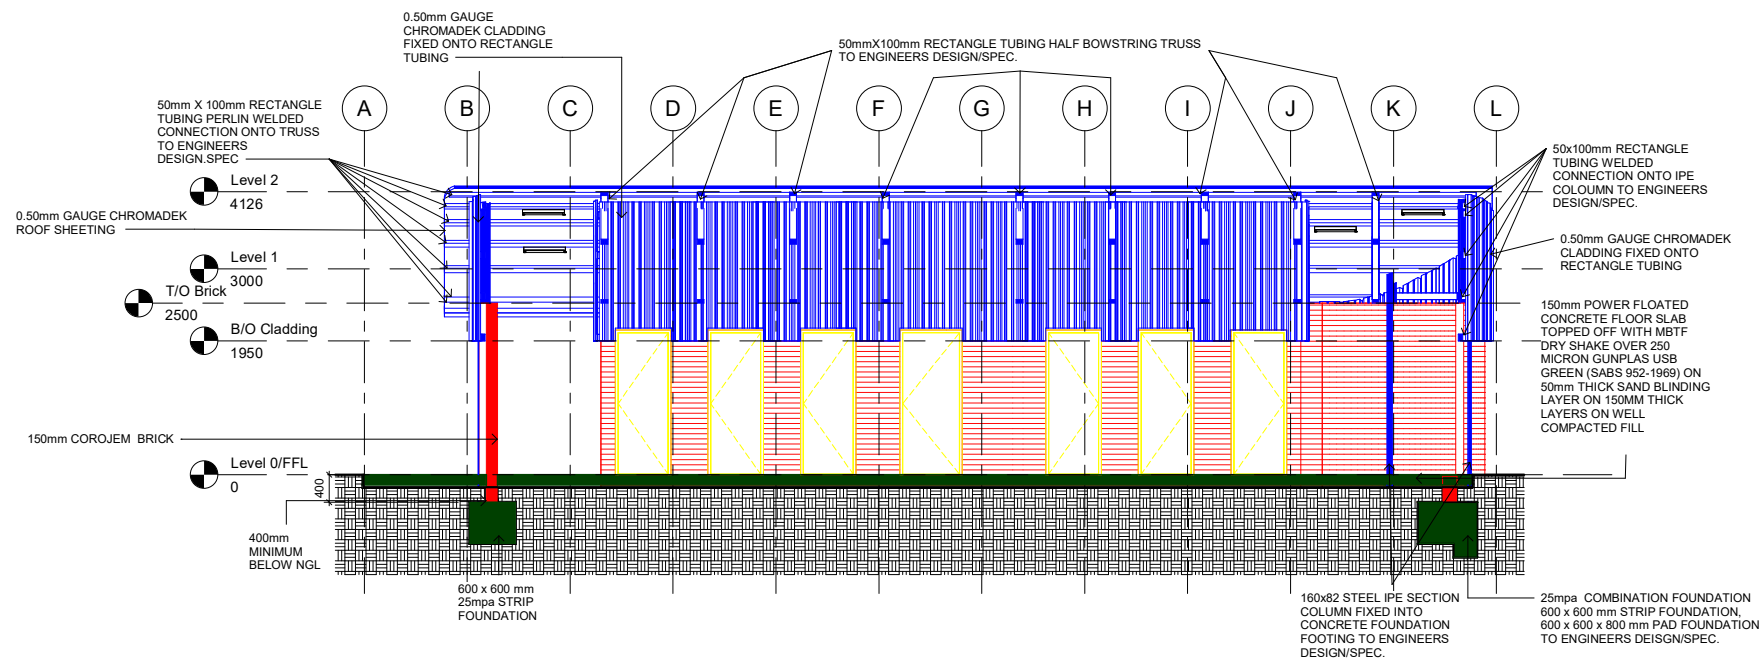 0.50mm GAUGE
CHROMADEK CLADDING
FIXED ONTO RECTANGLE
TUBING
50mmX100mm RECTANGLE TUBING HALF BOWSTRING TRUSS
TO ENGINEERS DESIGN/SPEC.
50mm X 100mm RECTANGLE
TUBING PERLIN WELDED
CONNECTION ONTO TRUSS
TO ENGINEERS
DESIGN.SPEC
A
B
C
D
E
F
G
H
I
J
K
L
50x100mm RECTANGLE
TUBING WELDED
CONNECTION ONTO IPE
COLOUMN TO ENGINEERS
DESIGN/SPEC.
Level 2
4126
0.50mm GAUGE CHROMADEK
ROOF SHEETING
0.50mm GAUGE CHROMADEK
CLADDING FIXED ONTO
RECTANGLE TUBING
Level 1
3000
T/O Brick
2500
B/O Cladding
1950
150mm POWER FLOATED
CONCRETE FLOOR SLAB
TOPPED OFF WITH MBTF
DRY SHAKE OVER 250
MICRON GUNPLAS USB
GREEN (SABS 952-1969) ON
50mm THICK SAND BLINDING
LAYER ON 150MM THICK
LAYERS ON WELL
COMPACTED FILL
150mm COROJEM BRICK
Level 0/FFL
0
400
400mm
MINIMUM
BELOW NGL
600 x 600 mm
25mpa STRIP
FOUNDATION
160x82 STEEL IPE SECTION
COLUMN FIXED INTO
CONCRETE FOUNDATION
FOOTING TO ENGINEERS
DESIGN/SPEC.
25mpa COMBINATION FOUNDATION
600 x 600 mm STRIP FOUNDATION,
600 x 600 x 800 mm PAD FOUNDATION
TO ENGINEERS DEISGN/SPEC.